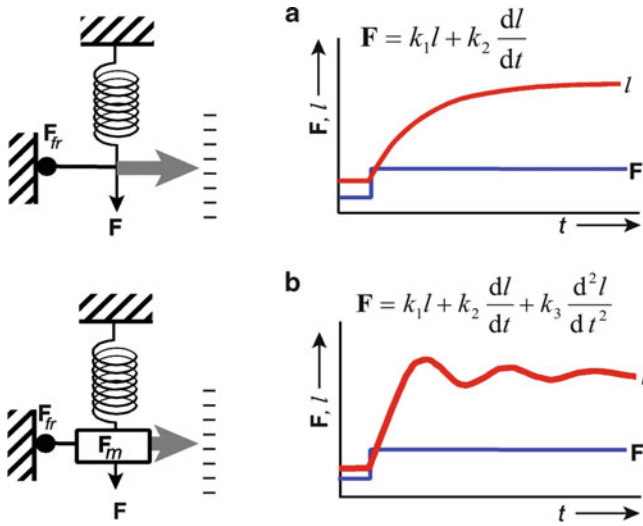 a
F = k₁l + k₂ dl/dt
F_fr
F
F, l
l
F
t
b
F = k₁l + k₂ dl/dt + k₃ d²l/dt²
F_fr
F_m
F
F, l
F
t